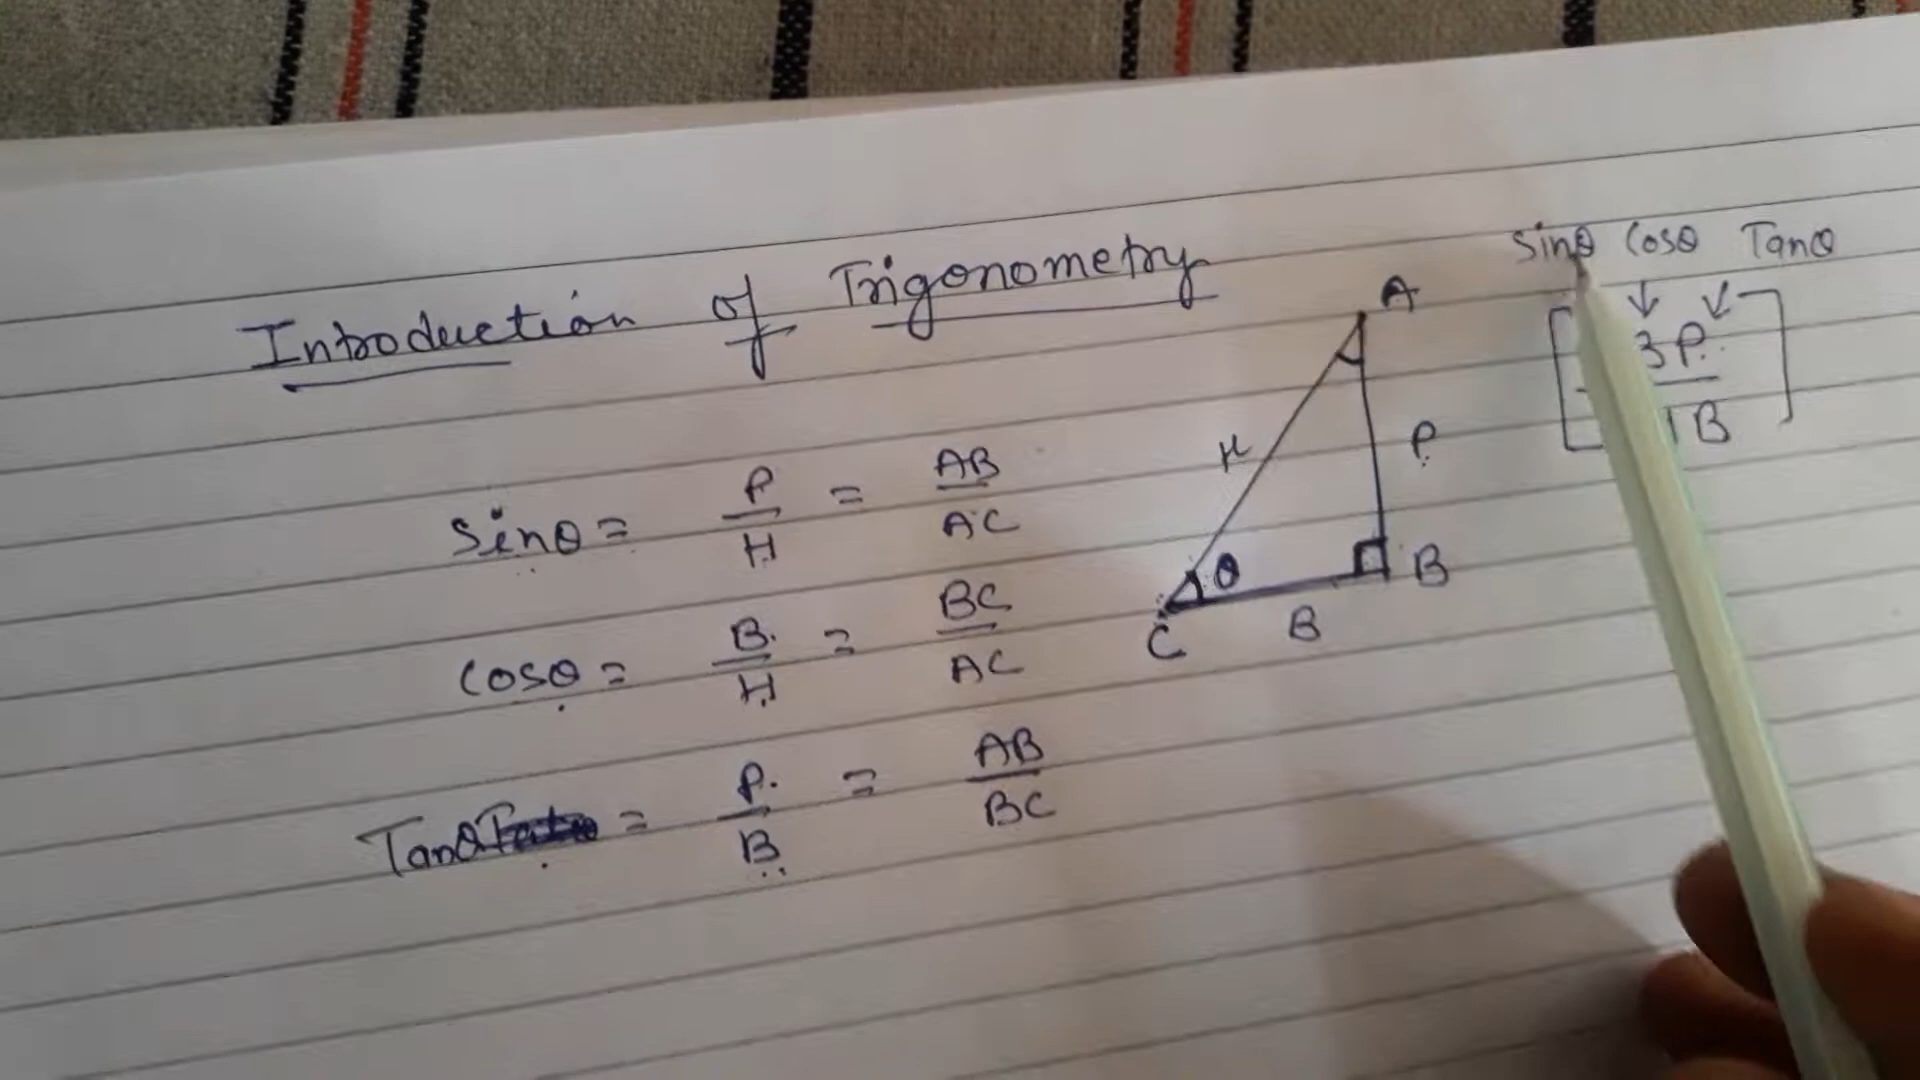 Introduction of Trigonometry
Sinθ Cosθ Tanθ
↓ ↓
B P
H B
A
H
P
θ
B
C
B
Sinθ = P/H = AB/AC
Cosθ = B/H = BC/AC
Tanθ = P/B = AB/BC